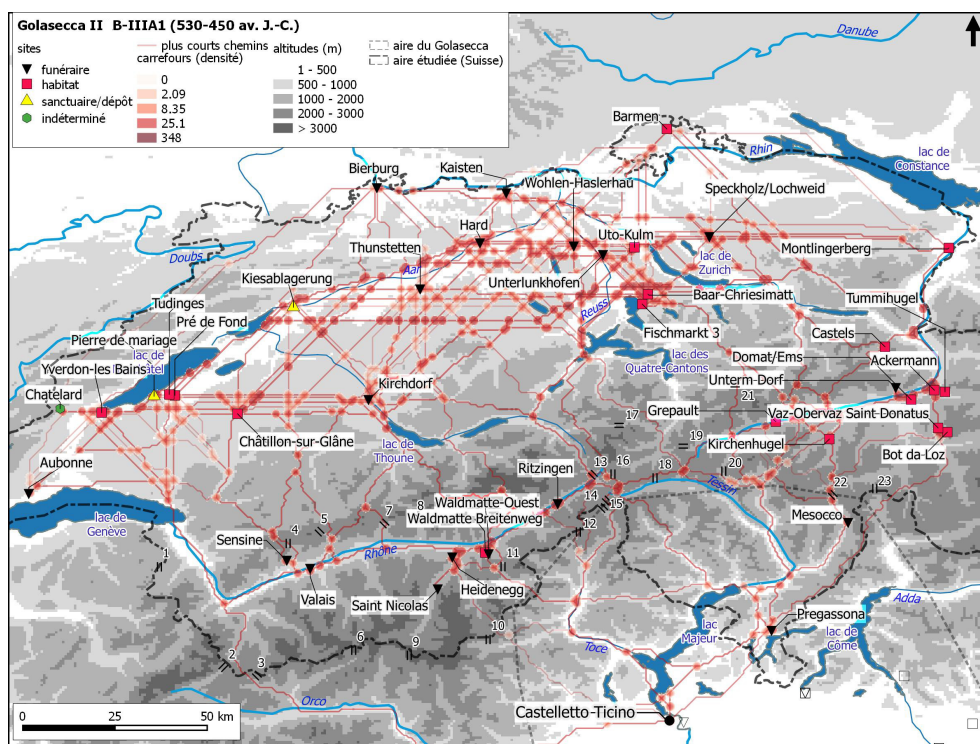 Golasecca II B-IIIA1 (530-450 av. J.-C.)
sites
funéraire
habitat
sanctuaire/dépôt
indéterminé
plus courts chemins
carrefours (densité)
0
2.09
8.35
25.1
348
altitudes (m)
1 - 500
500 - 1000
1000 - 2000
2000 - 3000
> 3000
aire du Golasecca
aire étudiée (Suisse)
Danube
Barmen
Rhin
lac de
Constance
Bierburg
Kaisten
Wohlen-Haslerhau
Speckholz/Lochweid
Hard
Uto-Kulm
Montlingerberg
Doubs
Thunstetten
Aar
lac de
Zurich
Kiesablagerung
Unterlunkhofen
Tudinges
Reuss
Baar-Chriesimatt
Tummihugel
Pré de Fond
Fischmarkt 3
Castels
Pierre de mariage
lac de
Domat/Ems
Ackermann
lac des
Quatre-Cantons
Yverdon-les Bains
Kirchdorf
Unterm-Dorf
Chatelard
21
Grepault
Vaz-Obervaz
Saint Donatus
17
Châtillon-sur-Glâne
19
Kirchenhugel
lac de
Thoune
Bot da-Loz
Aubonne
Ritzingen
13
16
18
20
Tessin
22
23
14
15
Waldmatte-Ouest
8
7
Waldmatte-Breitenweg
Mesocco
lac de
Genève
5
4
12
Sensine
Rhône
1
11
Valais
Heidenegg
Saint Nicolas
Adda
Pregassona
lac
Majeur
lac de
Côme
10
6
9
Toce
2
3
Orco
Castelletto-Ticino
0
25
50 km